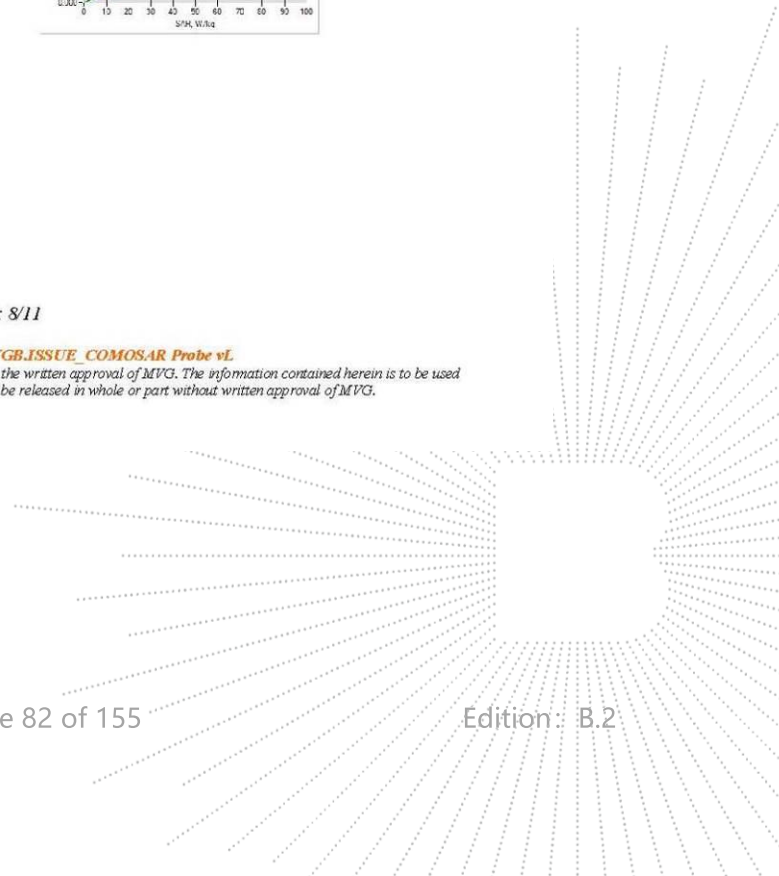 0.000
0 10 20 30 40 50 60 70 80 90 100
SAR, W/kg
: 8/11
GB.ISSUE_COMOSAR Probe vL
the written approval of MVG. The information contained herein is to be used
be released in whole or part without written approval of MVG.
e 82 of 155
Edition: B.2